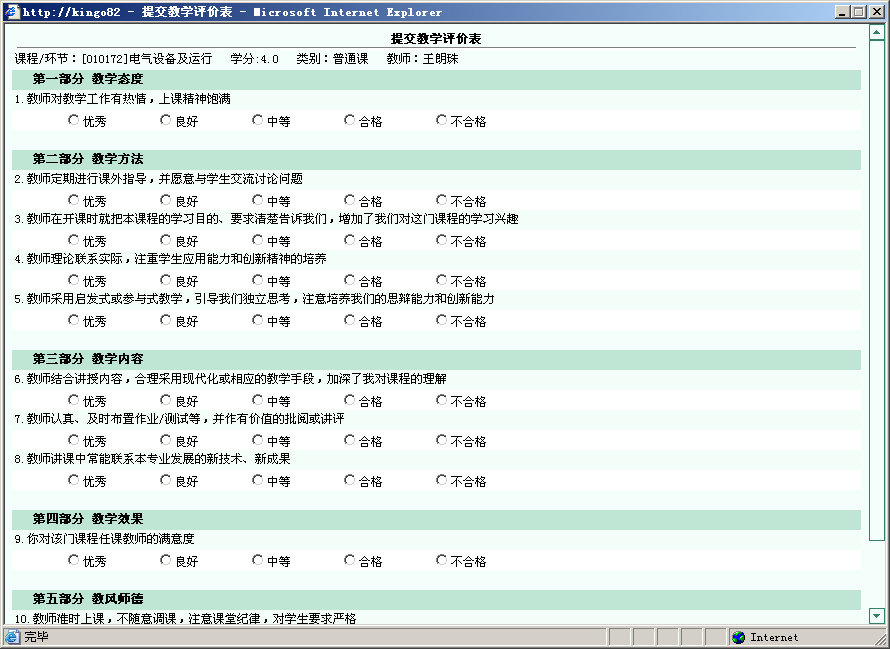 http://kingo82 - 提交教学评价表 - Microsoft Internet Explorer
提交教学评价表
课程/环节：[010172]电气设备及运行 学分:4.0 类别：普通课 教师：王明珠
第一部分 教学态度
1.教师对教学工作有热情，上课精神饱满
优秀 良好 中等 合格 不合格
第二部分 教学方法
2.教师定期进行课外指导，并愿意与学生交流讨论问题
优秀 良好 中等 合格 不合格
3.教师在开课时就把本课程的学习目的、要求清楚告诉我们，增加了我们对这门课程的学习兴趣
优秀 良好 中等 合格 不合格
4.教师理论联系实际，注重学生应用能力和创新精神的培养
优秀 良好 中等 合格 不合格
5.教师采用启发式或参与式教学，引导我们独立思考，注意培养我们的思辩能力和创新能力
优秀 良好 中等 合格 不合格
第三部分 教学内容
6.教师结合讲授内容，合理采用现代化或相应的教学手段，加深了我对课程的理解
优秀 良好 中等 合格 不合格
7.教师认真、及时布置作业/测试等，并作有价值的批阅或讲评
优秀 良好 中等 合格 不合格
8.教师讲课中常能联系本专业发展的新技术、新成果
优秀 良好 中等 合格 不合格
第四部分 教学效果
9.你对该门课程任课教师的满意度
优秀 良好 中等 合格 不合格
第五部分 教风师德
10.教师准时上课，不随意调课，注意课堂纪律，对学生要求严格
完毕 Internet